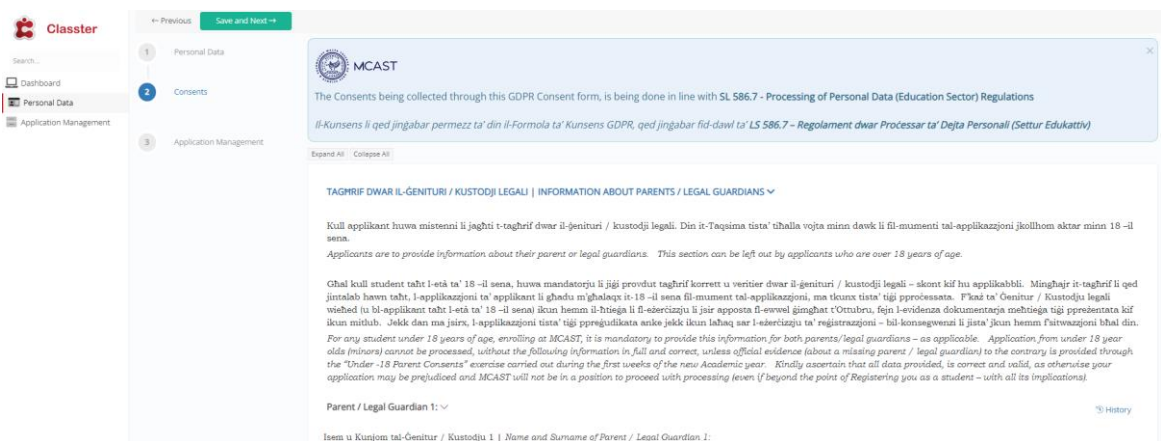 Classter
Search...
Dashboard
Personal Data
Application Management
← Previous
Save and Next →
1 Personal Data
2 Consents
3 Application Management
MCAST
×
The Consents being collected through this GDPR Consent form, is being done in line with SL 586.7 - Processing of Personal Data (Education Sector) Regulations
Il-Kunsens li qed jinġabar permezz ta' din il-Formola ta' Kunsens GDPR, qed jinġabar fid-dawl ta' LS 586.7 – Regolament dwar Proċessar ta' Dejta Personali (Settur Edukattiv)
Expand All Collapse All
TAGĦRIF DWAR IL-ĠENITURI / KUSTODJI LEGALI | INFORMATION ABOUT PARENTS / LEGAL GUARDIANS
Kull applikant huwa mistenni li jagħti t-tagħrif dwar il-ġenituri / kustodji legali. Din it-Taqsima tista' titħalla vojta minn dawk li fil-mument tal-applikazzjoni jkollhom aktar minn 18 –il
sena.
Applicants are to provide information about their parent or legal guardians. This section can be left out by applicants who are over 18 years of age.
Għal kull student taħt l-età ta' 18 –il sena, huwa mandatorju li jiġi provdut tagħrif korrett u veritier dwar il-ġenituri / kustodji legali – skont kif hu applikabbli. Mingħajr it-tagħrif li qed
jintalab hawn taħt, l-applikazzjoni ta' applikant li għadu m'għalaqx it-18 –il sena fil-mument tal-applikazzjoni, ma tkunx tista' tiġi pproċessata. F'każ ta' Ġenitur / Kustodju legali
wieħed (u bl-applikant taħt l-età ta' 18 –il sena) ikun hemm il-ħtieġa li fl-eżerċizzju li jsir apposta fl-ewwel ġimgħat t'Ottubru, fejn l-evidenza dokumentarja meħtieġa tiġi ppreżentata kif
ikun mitlub. Jekk dan ma jsirx, l-applikazzjoni tista' tiġi ppreġudikata anke jekk ikun laħaq sar l-eżerċizzju ta' reġistrazzjoni – bil-konsegwenzi li jista' jkun hemm f'sitwazzjoni bħal din.
For any student under 18 years of age, enrolling at MCAST, it is mandatory to provide this information for both parents/legal guardians – as applicable. Application from under 18 year
olds (minors) cannot be processed, without the following information in full and correct, unless official evidence (about a missing parent / legal guardian) to the contrary is provided through
the "Under -18 Parent Consents" exercise carried out during the first weeks of the new Academic year. Kindly ascertain that all data provided, is correct and valid, as otherwise your
application may be prejudiced and MCAST will not be in a position to proceed with processing (even if beyond the point of Registering you as a student – with all its implications).
Parent / Legal Guardian 1:
History
Isem u Kunjom tal-Ġenitur / Kustodju 1 | Name and Surname of Parent / Legal Guardian 1: